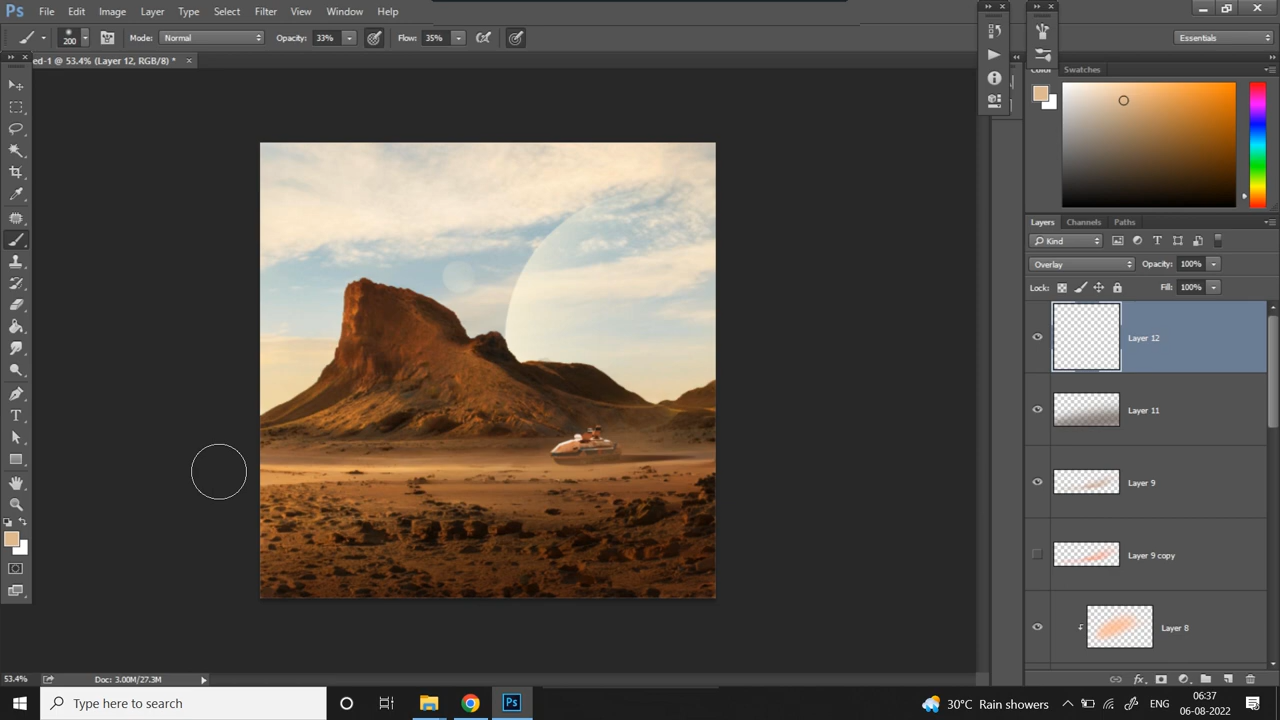 Ps File Edit Image Layer Type Select Filter View Window Help
200 Mode: Normal Opacity: 33% Flow: 35% Essentials
ed-1 @ 53.4% (Layer 12, RGB/8) *
Color Swatches
Layers Channels Paths
Kind
Overlay Opacity: 100%
Lock: Fill: 100%
Layer 12
Layer 11
Layer 9
Layer 9 copy
Layer 8
53.4% Doc: 3.00M/27.3M
Type here to search
Ps
30°C Rain showers
ENG
06:37
06-08-2022